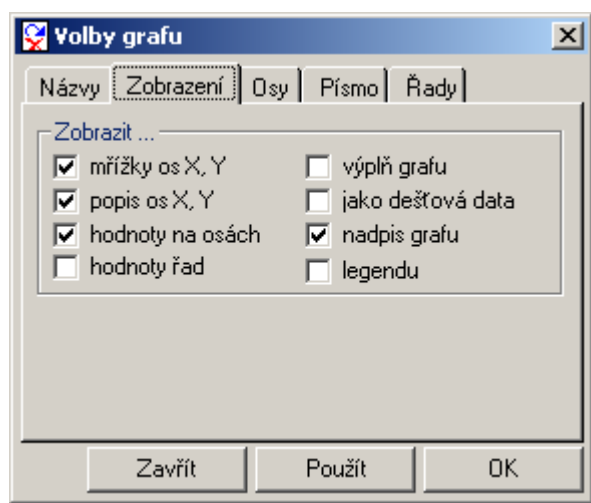 Volby grafu
Názvy Zobrazení Osy Písmo Řady
Zobrazit ...
mřížky os X, Y výplň grafu
popis os X, Y jako dešťová data
hodnoty na osách nadpis grafu
hodnoty řad legendu
Zavřít Použít OK